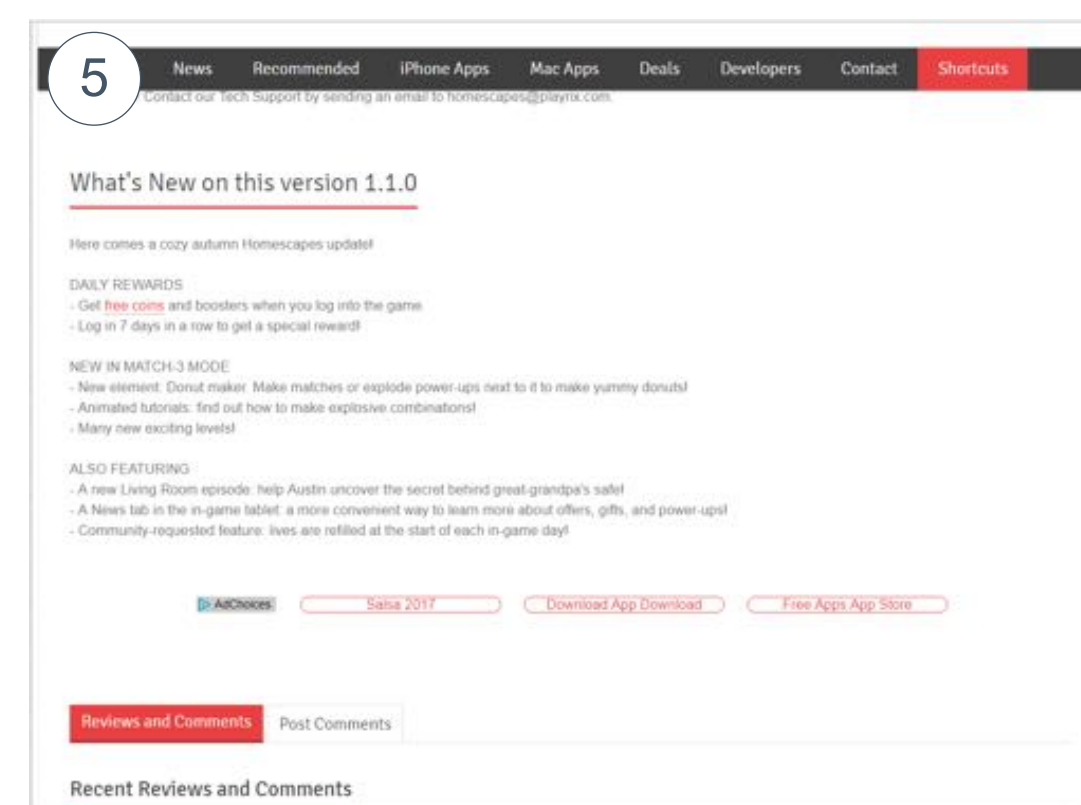 5
News Recommended iPhone Apps Mac Apps Deals Developers Contact Shortcuts
Contact our Tech Support by sending an email to homescapes@playrix.com.
What's New on this version 1.1.0
Here comes a cozy autumn Homescapes update!
DAILY REWARDS
- Get free coins and boosters when you log into the game
- Log in 7 days in a row to get a special reward!
NEW IN MATCH-3 MODE
- New element: Donut maker. Make matches or explode power-ups next to it to make yummy donuts!
- Animated tutorials: find out how to make explosive combinations!
- Many new exciting levels!
ALSO FEATURING
- A new Living Room episode: help Austin uncover the secret behind great-grandpa's safe!
- A News tab in the in-game tablet: a more convenient way to learn more about offers, gifts, and power-ups!
- Community-requested feature: lives are refilled at the start of each in-game day!
AdChoices Salsa 2017 Download App Download Free Apps App Store
Reviews and Comments Post Comments
Recent Reviews and Comments